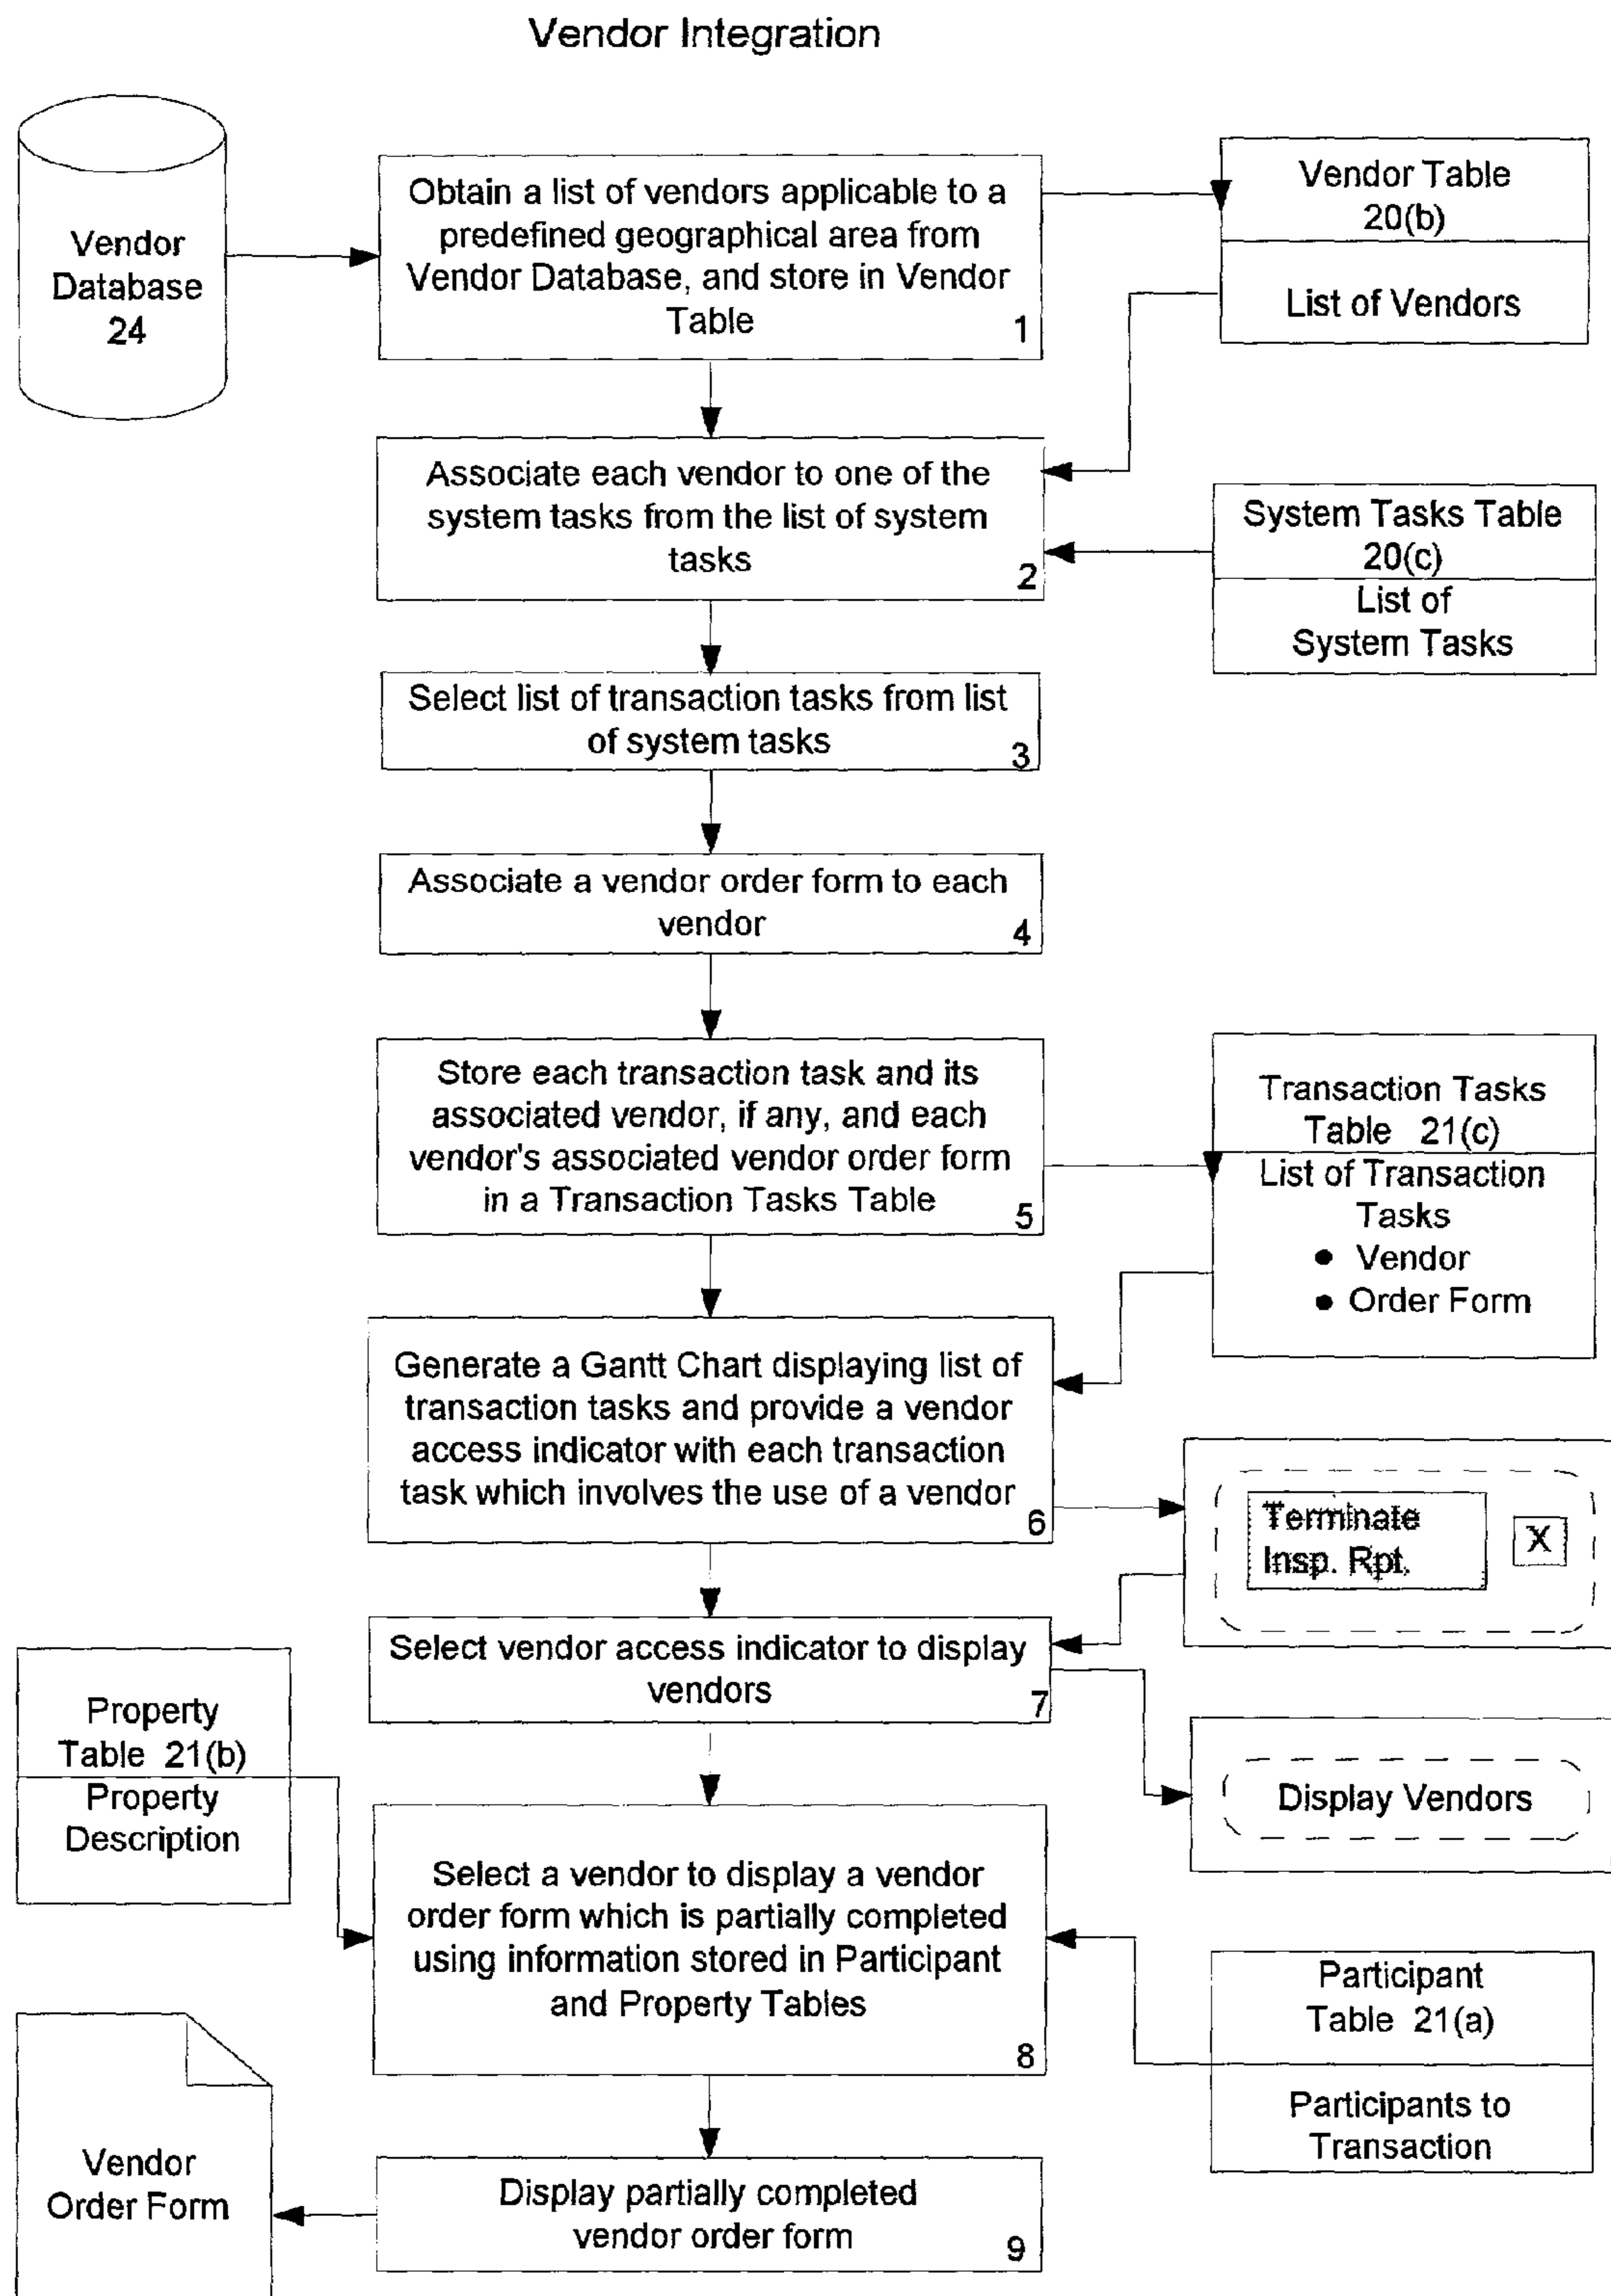 Vendor Integration
Vendor
Database
24
Obtain a list of vendors applicable to a
predefined geographical area from
Vendor Database, and store in Vendor
Table
1
Vendor Table
20(b)
List of Vendors
Associate each vendor to one of the
system tasks from the list of system
tasks
2
System Tasks Table
20(c)
List of
System Tasks
Select list of transaction tasks from list
of system tasks
3
Associate a vendor order form to each
vendor
4
Store each transaction task and its
associated vendor, if any, and each
vendor's associated vendor order form
in a Transaction Tasks Table
5
Transaction Tasks
Table 21(c)
List of Transaction
Tasks
• Vendor
• Order Form
Generate a Gantt Chart displaying list of
transaction tasks and provide a vendor
access indicator with each transaction
task which involves the use of a vendor
6
Terminate
Insp. Rpt.
X
Select vendor access indicator to display
vendors
7
Display Vendors
Property
Table 21(b)
Property
Description
Select a vendor to display a vendor
order form which is partially completed
using information stored in Participant
and Property Tables
8
Participant
Table 21(a)
Participants to
Transaction
Vendor
Order Form
Display partially completed
vendor order form
9